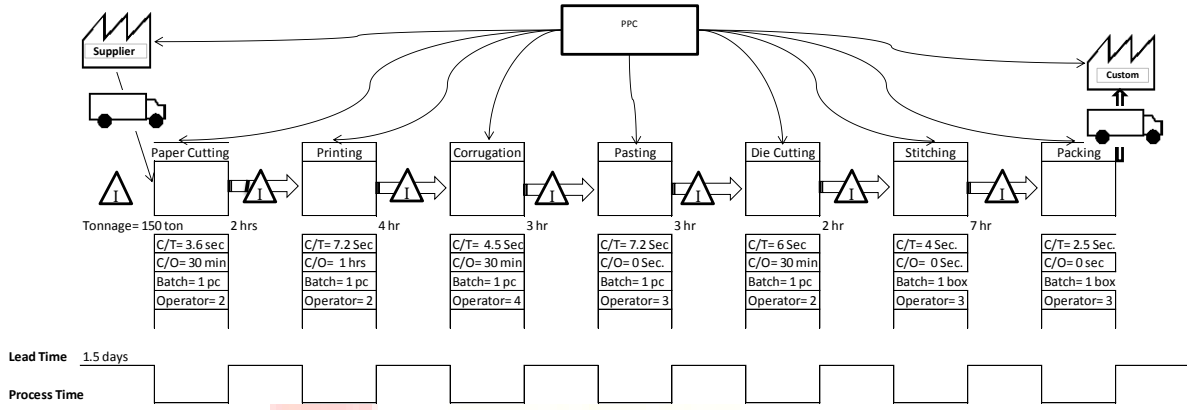 PPC
Supplier
Custom
Paper Cutting
Printing
Corrugation
Pasting
Die Cutting
Stitching
Packing
I
I
I
I
I
I
I
Tonnage= 150 ton
2 hrs
4 hr
3 hr
3 hr
2 hr
7 hr
C/T= 3.6 sec
C/O= 30 min
Batch= 1 pc
Operator= 2
C/T= 7.2 Sec
C/O= 1 hrs
Batch= 1 pc
Operator= 2
C/T= 4.5 Sec
C/O= 30 min
Batch= 1 pc
Operator= 4
C/T= 7.2 Sec
C/O= 0 Sec.
Batch= 1 pc
Operator= 3
C/T= 6 Sec
C/O= 30 min
Batch= 1 pc
Operator= 2
C/T= 4 Sec.
C/O= 0 Sec.
Batch= 1 box
Operator= 3
C/T= 2.5 Sec.
C/O= 0 sec
Batch= 1 box
Operator= 3
Lead Time 1.5 days
Process Time